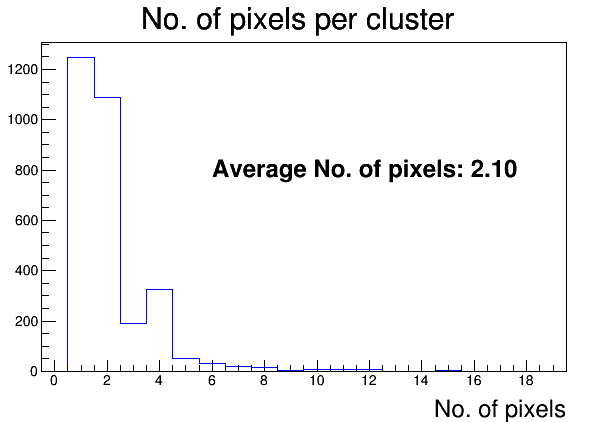 No. of pixels per cluster
1200
1000
800
600
400
200
0
Average No. of pixels: 2.10
0 2 4 6 8 10 12 14 16 18
No. of pixels